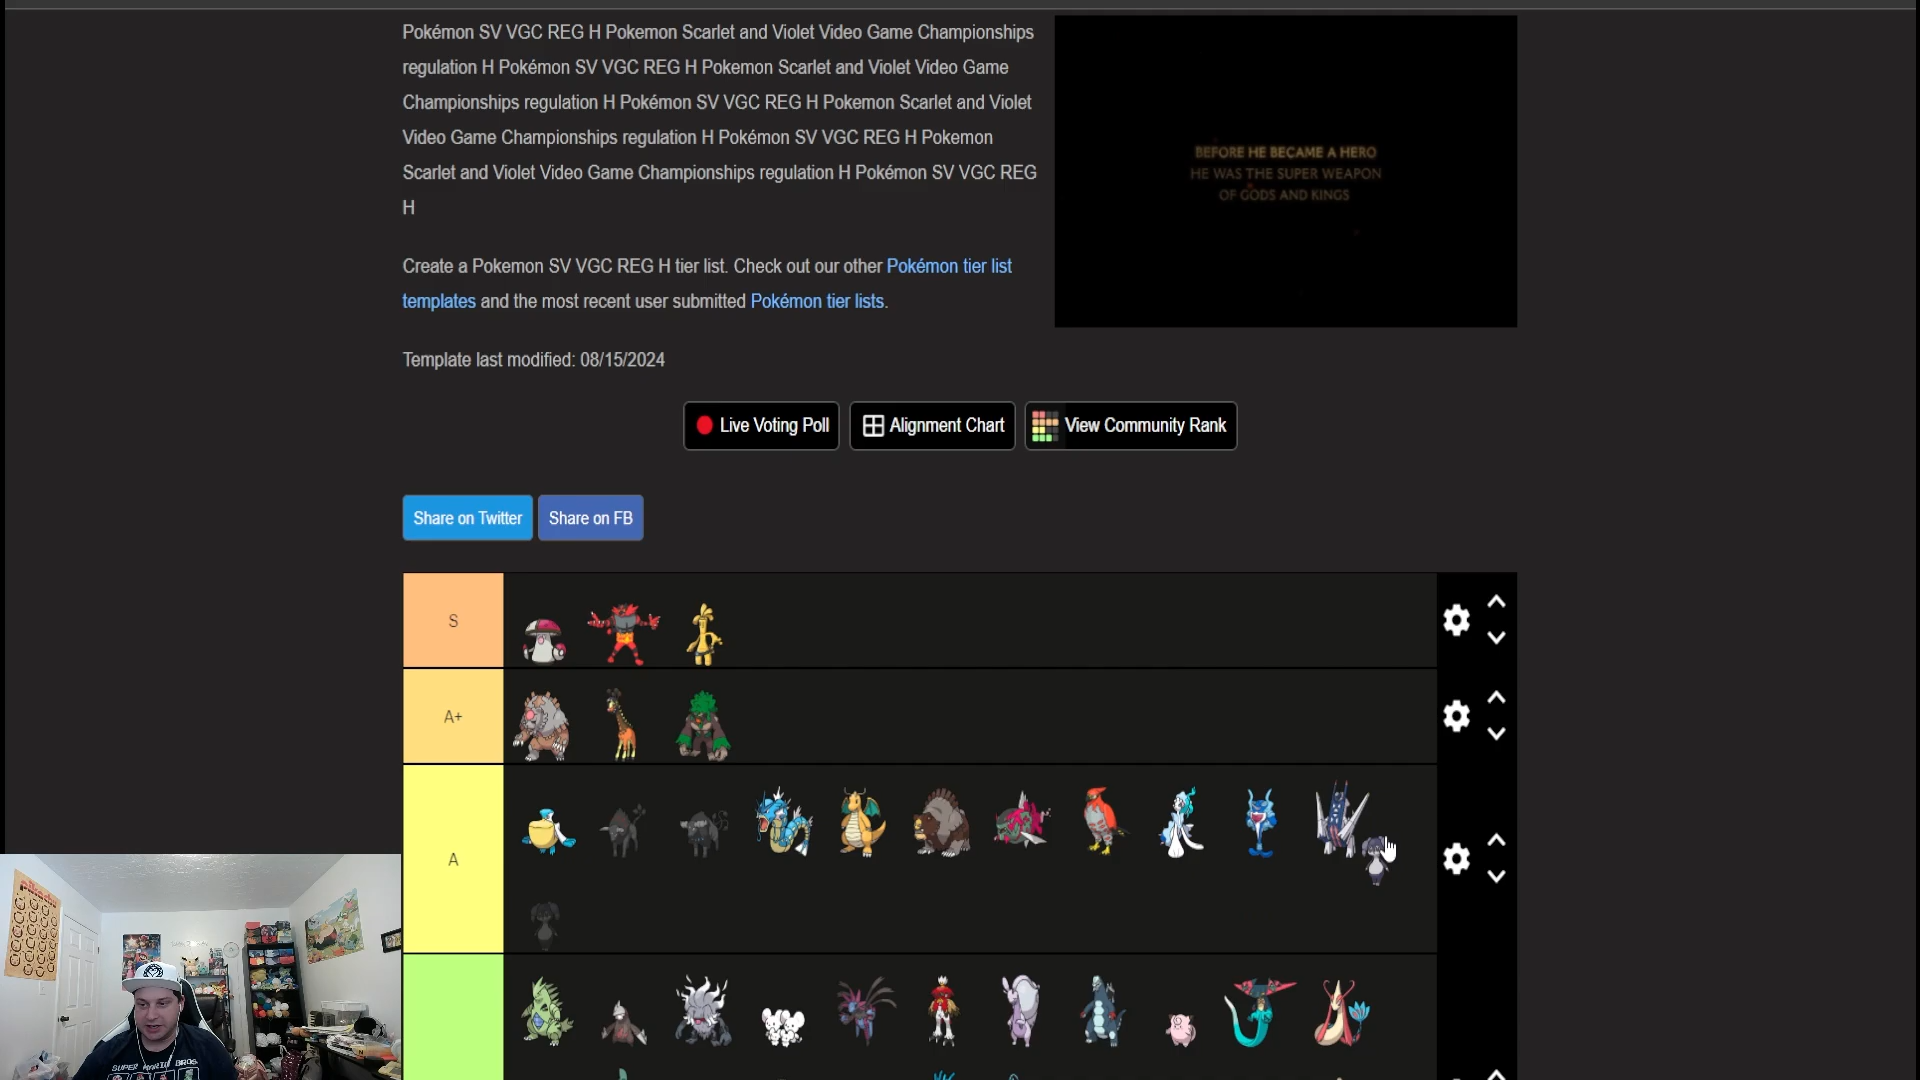 Pokémon SV VGC REG H Pokemon Scarlet and Violet Video Game Championships
regulation H Pokémon SV VGC REG H Pokemon Scarlet and Violet Video Game
Championships regulation H Pokémon SV VGC REG H Pokemon Scarlet and Violet
Video Game Championships regulation H Pokémon SV VGC REG H Pokemon
Scarlet and Violet Video Game Championships regulation H Pokémon SV VGC REG
H
BEFORE HE BECAME A HERO
HE WAS THE SUPER WEAPON
OF GODS AND KINGS
Create a Pokemon SV VGC REG H tier list. Check out our other Pokémon tier list
templates and the most recent user submitted Pokémon tier lists.
Template last modified: 08/15/2024
Live Voting Poll
Alignment Chart
View Community Rank
Share on Twitter
Share on FB
S
A+
A
SUPER MARIO BROS.